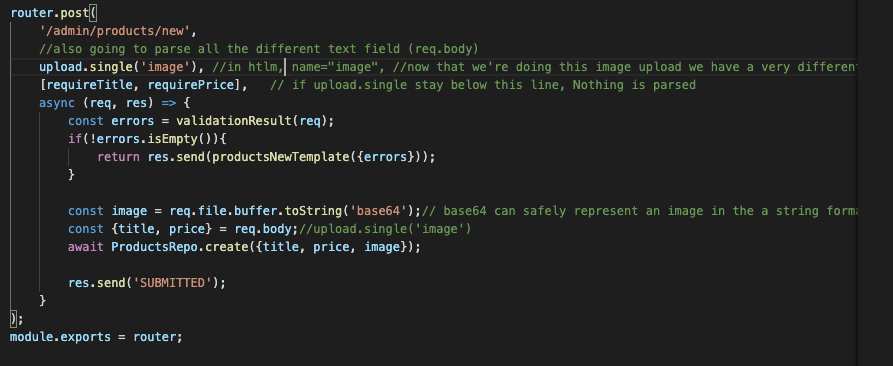 router.post(
'/admin/products/new',
//also going to parse all the different text field (req.body)
upload.single('image'), //in htlm, name="image", //now that we're doing this image upload we have a very different
[requireTitle, requirePrice],   // if upload.single stay below this line, Nothing is parsed
async (req, res) => {
const errors = validationResult(req);
if(!errors.isEmpty()){
return res.send(productsNewTemplate({errors}));
}
const image = req.file.buffer.toString('base64');// base64 can safely represent an image in the a string
const {title, price} = req.body;//upload.single('image')
await ProductsRepo.create({title, price, image});
res.send('SUBMITTED');
}
);
module.exports = router;